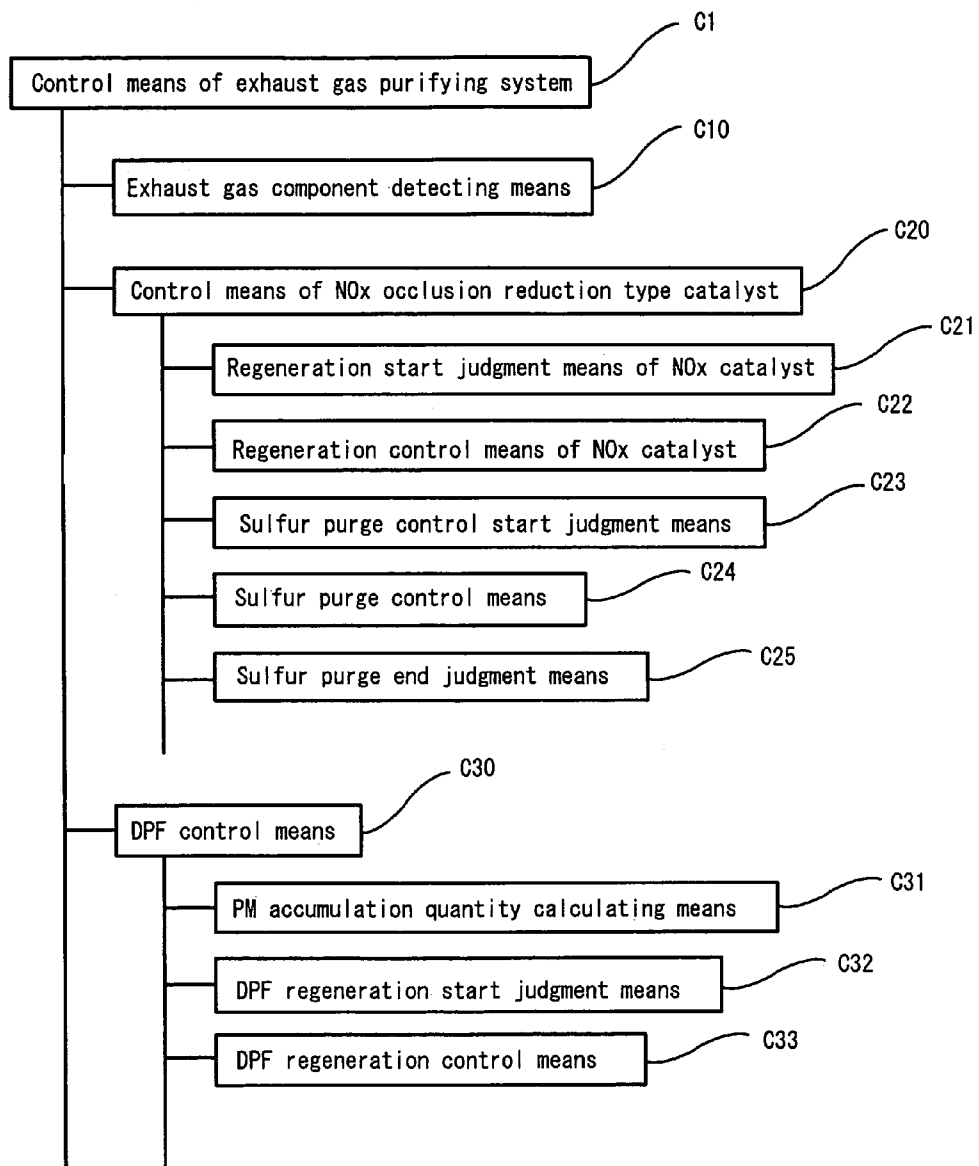 C1
Control means of exhaust gas purifying system
C10
Exhaust gas component detecting means
C20
Control means of NOx occlusion reduction type catalyst
C21
Regeneration start judgment means of NOx catalyst
C22
Regeneration control means of NOx catalyst
C23
Sulfur purge control start judgment means
C24
Sulfur purge control means
C25
Sulfur purge end judgment means
C30
DPF control means
C31
PM accumulation quantity calculating means
C32
DPF regeneration start judgment means
C33
DPF regeneration control means